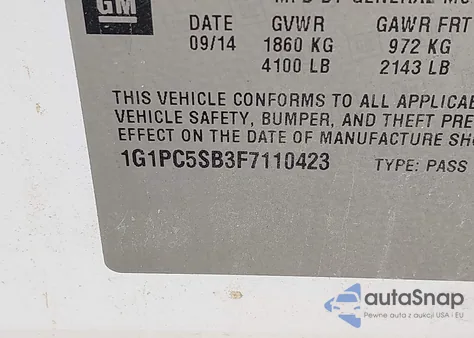 GM
DATE GVWR GAWR FRT
09/14 1860 KG 972 KG
4100 LB 2143 LB
THIS VEHICLE CONFORMS TO ALL APPLICAB
VEHICLE SAFETY, BUMPER, AND THEFT PRE
EFFECT ON THE DATE OF MANUFACTURE SHO
1G1PC5SB3F7110423 TYPE: PASS
autoSnap
Pewne auta z aukcji USA i EU